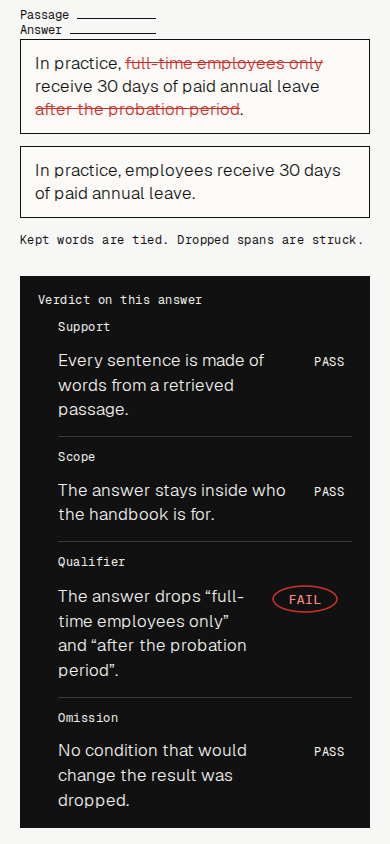 Passage
Answer
In practice, full-time employees only
receive 30 days of paid annual leave
after the probation period.
In practice, employees receive 30 days
of paid annual leave.
Kept words are tied. Dropped spans are struck.
Verdict on this answer
Support
Every sentence is made of
words from a retrieved
passage.
PASS
Scope
The answer stays inside who
the handbook is for.
PASS
Qualifier
The answer drops “full-
time employees only”
and “after the probation
period”.
FAIL
Omission
No condition that would
change the result was
dropped.
PASS